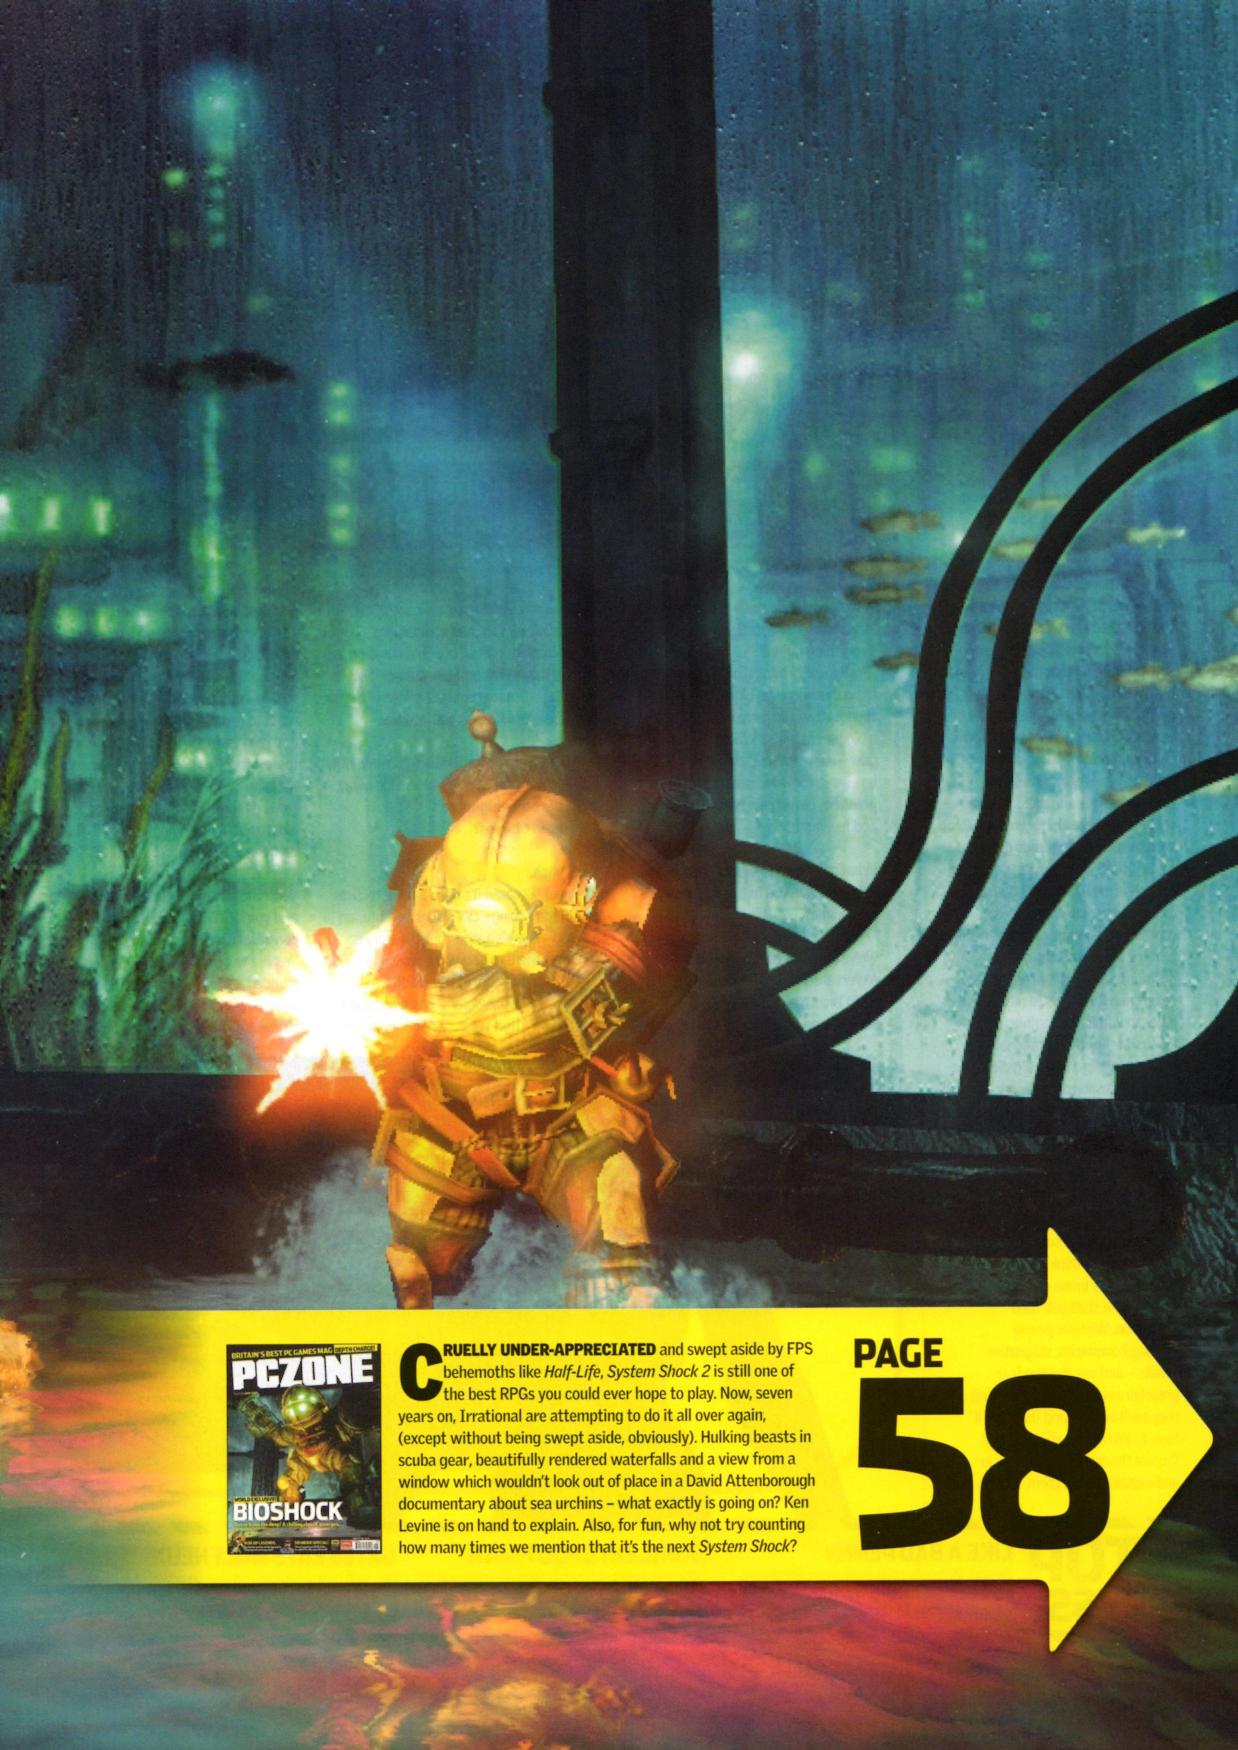 BRITAIN'S BEST PC GAMES MAG DEPTH CHARGE!
PCZONE
WORLD EXCLUSIVE!
BIOSHOCK
CRUELLY UNDER-APPRECIATED and swept aside by FPS
behemoths like Half-Life, System Shock 2 is still one of
the best RPGs you could ever hope to play. Now, seven
years on, Irrational are attempting to do it all over again,
(except without being swept aside, obviously). Hulking beasts in
scuba gear, beautifully rendered waterfalls and a view from a
window which wouldn't look out of place in a David Attenborough
documentary about sea urchins – what exactly is going on? Ken
Levine is on hand to explain. Also, for fun, why not try counting
how many times we mention that it's the next System Shock?
PAGE
58